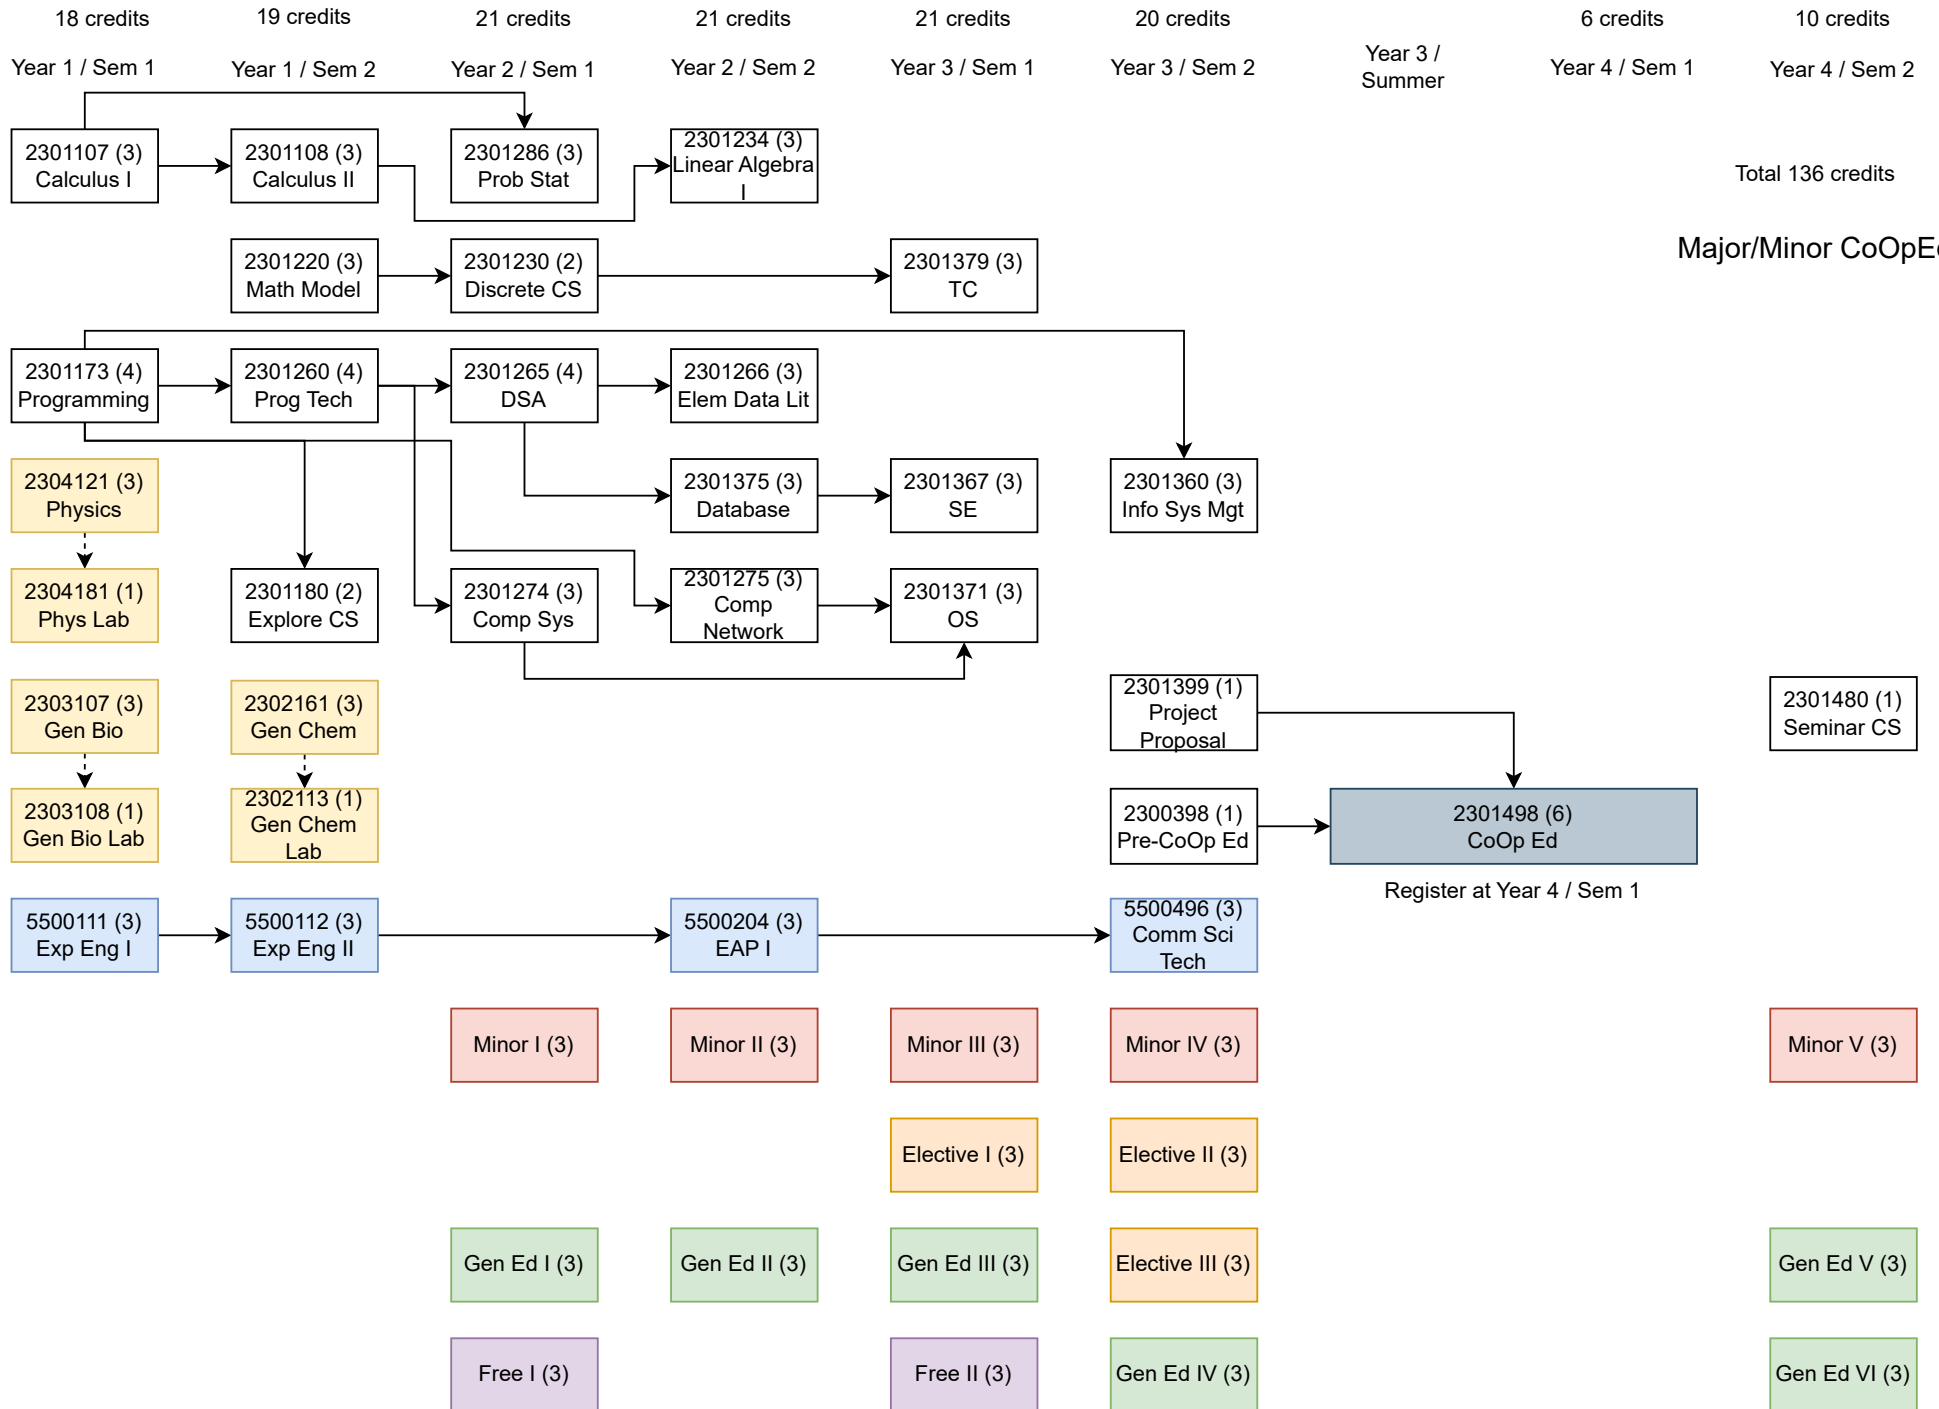 18 credits
19 credits
21 credits
21 credits
21 credits
20 credits
6 credits
10 credits
Year 1 / Sem 1
Year 1 / Sem 2
Year 2 / Sem 1
Year 2 / Sem 2
Year 3 / Sem 1
Year 3 / Sem 2
Year 3 /
Summer
Year 4 / Sem 1
Year 4 / Sem 2
2301107 (3)
Calculus I
2301108 (3)
Calculus II
2301286 (3)
Prob Stat
2301234 (3)
Linear Algebra
I
Total 136 credits
2301220 (3)
Math Model
2301230 (2)
Discrete CS
2301379 (3)
TC
Major/Minor CoOpEd
2301173 (4)
Programming
2301260 (4)
Prog Tech
2301265 (4)
DSA
2301266 (3)
Elem Data Lit
2304121 (3)
Physics
2301375 (3)
Database
2301367 (3)
SE
2301360 (3)
Info Sys Mgt
2304181 (1)
Phys Lab
2301180 (2)
Explore CS
2301274 (3)
Comp Sys
2301275 (3)
Comp
Network
2301371 (3)
OS
2303107 (3)
Gen Bio
2302161 (3)
Gen Chem
2301399 (1)
Project
Proposal
2301480 (1)
Seminar CS
2303108 (1)
Gen Bio Lab
2302113 (1)
Gen Chem
Lab
2300398 (1)
Pre-CoOp Ed
2301498 (6)
CoOp Ed
Register at Year 4 / Sem 1
5500111 (3)
Exp Eng I
5500112 (3)
Exp Eng II
5500204 (3)
EAP I
5500496 (3)
Comm Sci
Tech
Minor I (3)
Minor II (3)
Minor III (3)
Minor IV (3)
Minor V (3)
Elective I (3)
Elective II (3)
Gen Ed I (3)
Gen Ed II (3)
Gen Ed III (3)
Elective III (3)
Gen Ed V (3)
Free I (3)
Free II (3)
Gen Ed IV (3)
Gen Ed VI (3)